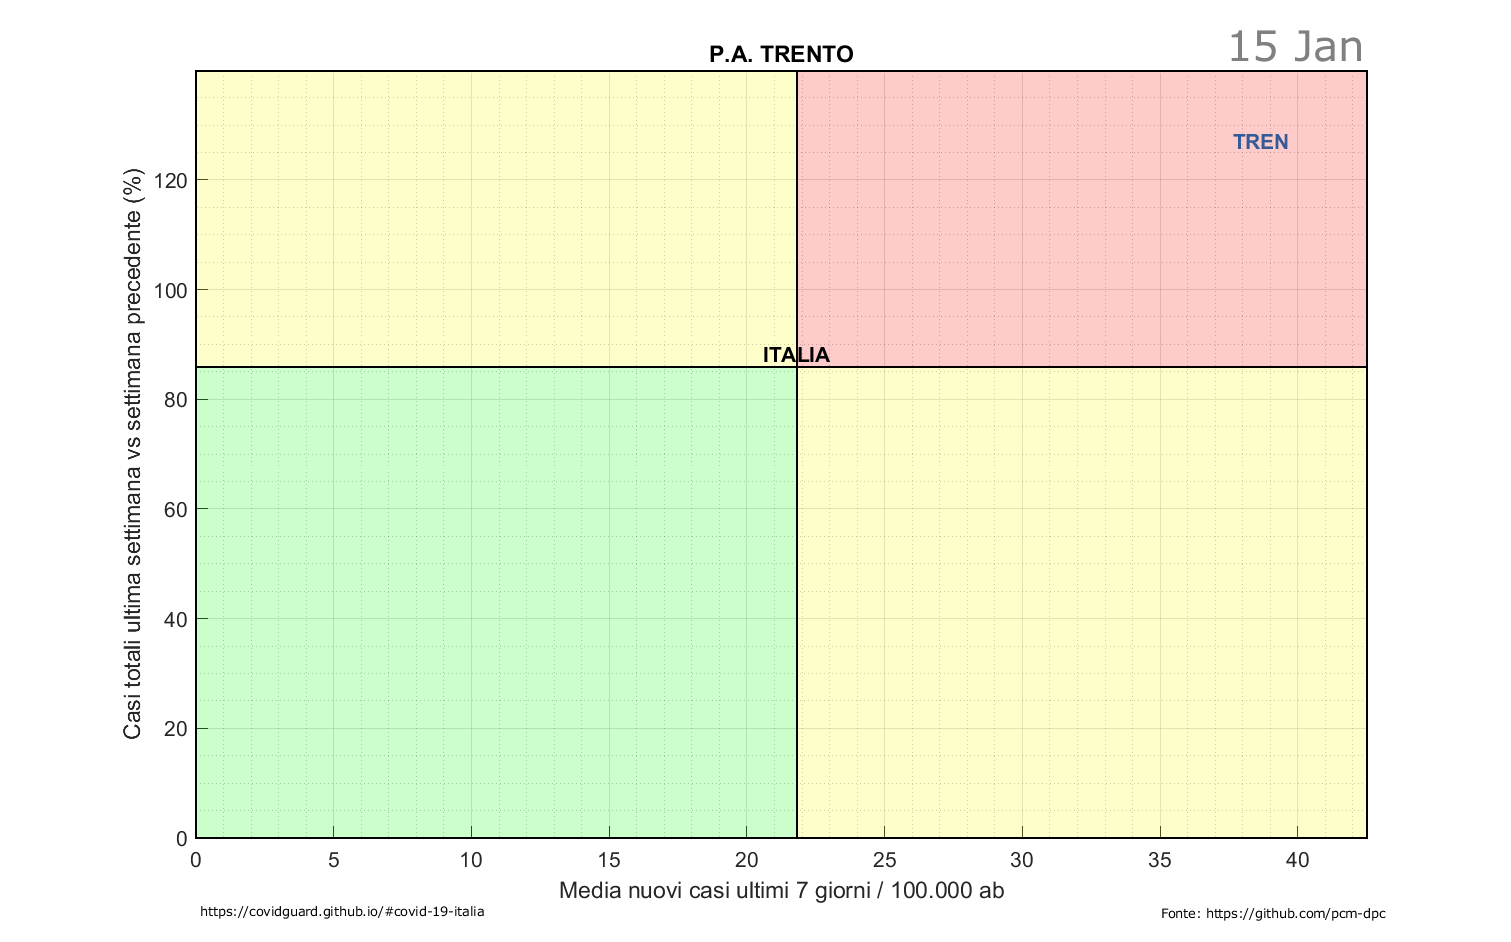 P.A. TRENTO
15 Jan
TREN
ITALIA
Casi totali ultima settimana vs settimana precedente (%)
120
100
80
60
40
20
0
0 5 10 15 20 25 30 35 40
Media nuovi casi ultimi 7 giorni / 100.000 ab
https://covidguard.github.io/#covid-19-italia
Fonte: https://github.com/pcm-dpc